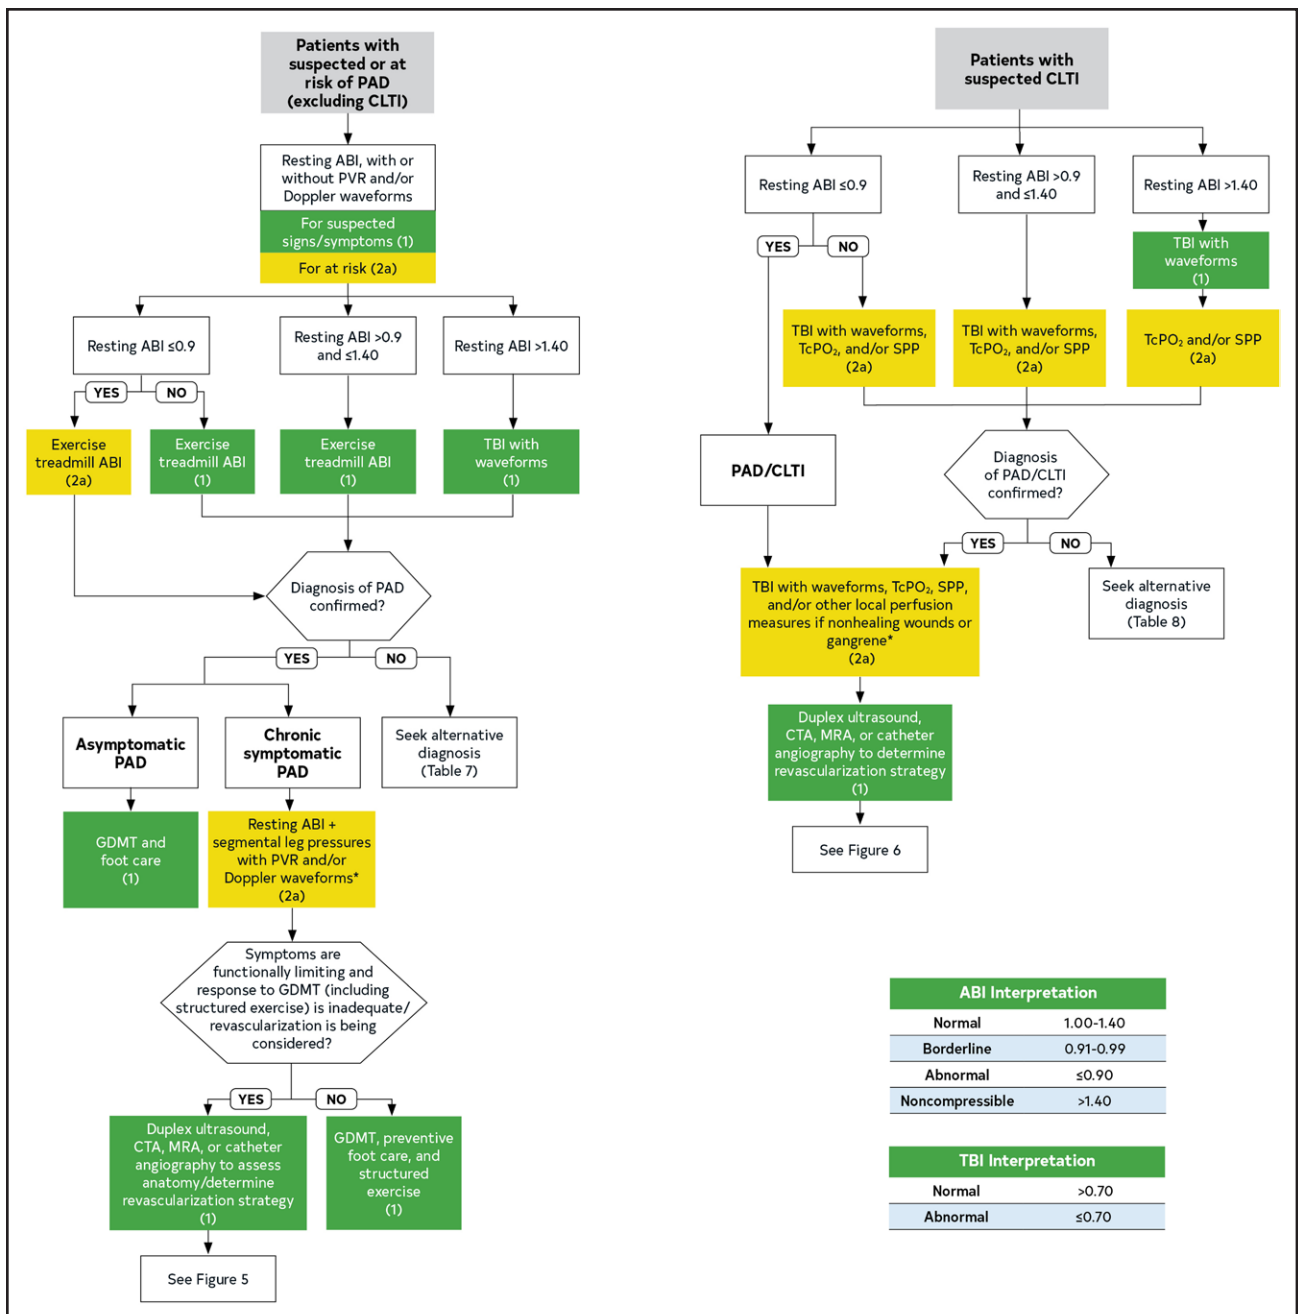 Patients with
suspected or at
risk of PAD
(excluding CLTI)
Resting ABI, with or
without PVR and/or
Doppler waveforms
For suspected
signs/symptoms (1)
For at risk (2a)
Resting ABI ≤0.9
Resting ABI >0.9
and ≤1.40
Resting ABI >1.40
YES
NO
Exercise
treadmill ABI
(2a)
Exercise
treadmill ABI
(1)
Exercise
treadmill ABI
(1)
TBI with
waveforms
(1)
Diagnosis of PAD
confirmed?
YES
NO
Asymptomatic
PAD
Chronic
symptomatic
PAD
Seek alternative
diagnosis
(Table 7)
GDMT and
foot care
(1)
Resting ABI +
segmental leg pressures
with PVR and/or
Doppler waveforms*
(2a)
Symptoms are
functionally limiting and
response to GDMT (including
structured exercise) is inadequate/
revascularization is being
considered?
YES
NO
Duplex ultrasound,
CTA, MRA, or catheter
angiography to assess
anatomy/determine
revascularization strategy
(1)
GDMT, preventive
foot care, and
structured
exercise
(1)
See Figure 5
Patients with
suspected CLTI
Resting ABI ≤0.9
Resting ABI >0.9
and ≤1.40
Resting ABI >1.40
YES
NO
TBI with
waveforms
(1)
TBI with waveforms,
TcPO₂, and/or SPP
(2a)
TBI with waveforms,
TcPO₂, and/or SPP
(2a)
TcPO₂ and/or SPP
(2a)
PAD/CLTI
Diagnosis
of PAD/CLTI
confirmed?
YES
NO
TBI with waveforms, TcPO₂, SPP,
and/or other local perfusion
measures if nonhealing wounds or
gangrene*
(2a)
Seek alternative
diagnosis
(Table 8)
Duplex ultrasound,
CTA, MRA, or catheter
angiography to determine
revascularization strategy
(1)
See Figure 6
ABI Interpretation
Normal 1.00-1.40
Borderline 0.91-0.99
Abnormal ≤0.90
Noncompressible >1.40
TBI Interpretation
Normal >0.70
Abnormal ≤0.70